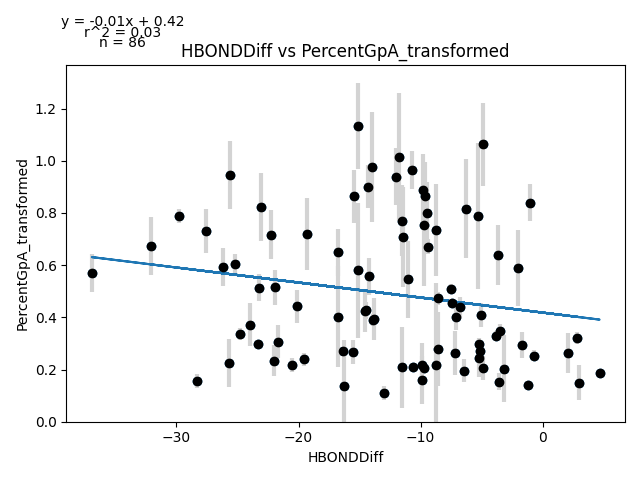 y = -0.01x + 0.42
r^2 = 0.03
n = 86
HBONDDiff vs PercentGpA_transformed
PercentGpA_transformed
1.2
1.0
0.8
0.6
0.4
0.2
0.0
−30
−20
−10
0
HBONDDiff